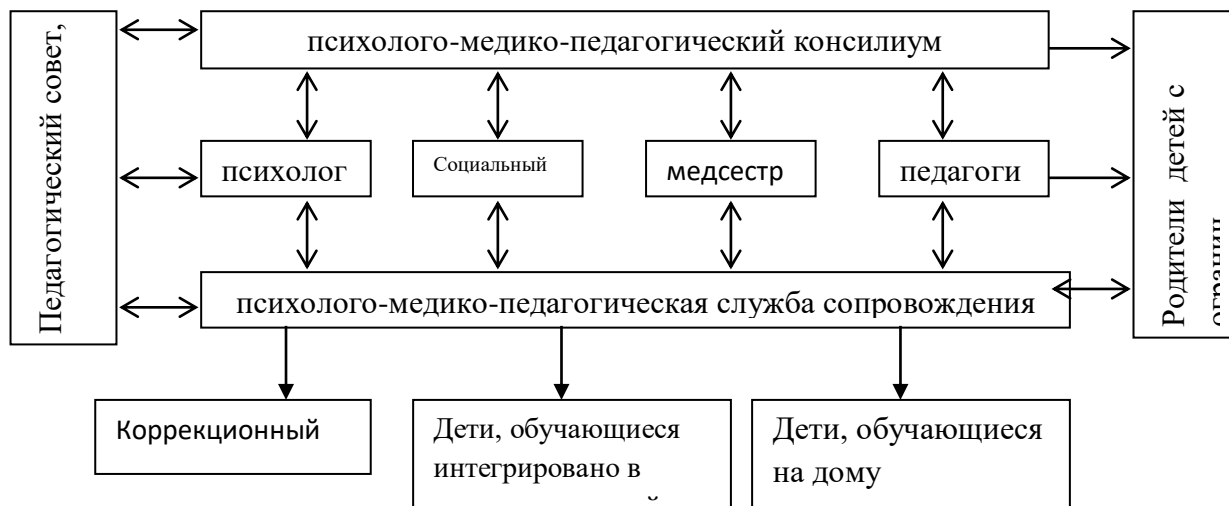 Педагогический совет,
психолого-медико-педагогический консилиум
Родители детей с
огранич
психолог
Социальный
медсестр
педагоги
психолого-медико-педагогическая служба сопровождения
Коррекционный
Дети, обучающиеся
интегрировано в
Дети, обучающиеся
на дому